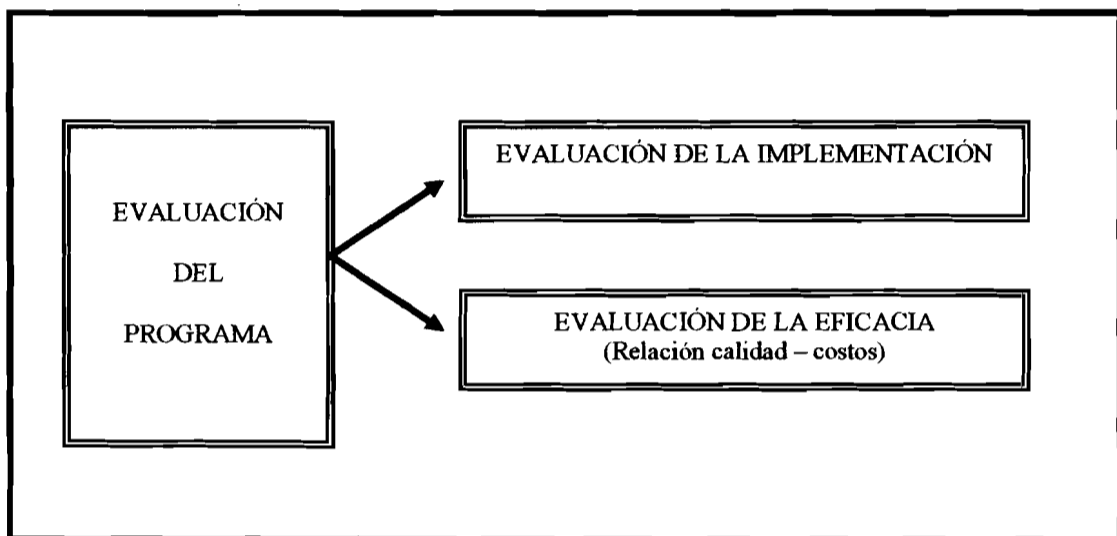 EVALUACIÓN
DEL
PROGRAMA
EVALUACIÓN DE LA IMPLEMENTACIÓN
EVALUACIÓN DE LA EFICACIA
(Relación calidad – costos)